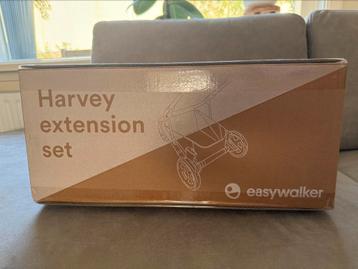 Harvey
extension
set
easywalker